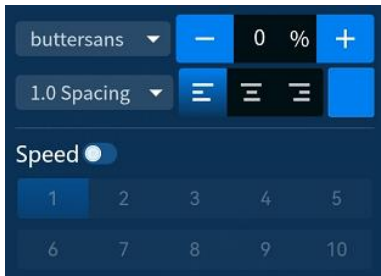 buttersans − 0 % +
1.0 Spacing
Speed
1 2 3 4 5
6 7 8 9 10